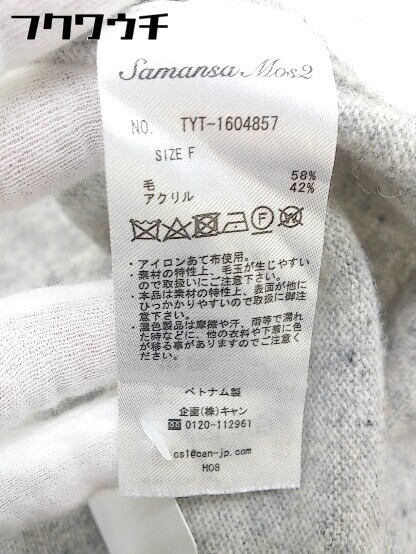 フクワウチ
Samansa Mos2
NO. TYT-1604857
SIZE F
毛 58%
アクリル 42%
・アイロンあて布使用。
・素材の特性上、毛玉が生じやすい
ので取扱いにご注意下さい。
・本品は素材の特性上、表面が他に
ひっかかりやすいので取扱に御注
意下さい。
・濃色製品は摩擦や汗、雨等で濡れ
た時などに、他の衣料や下着に色
が移る事がありますのでご注意くだ
さい。
ベトナム製
企画(株)キャン
0120-112961
cs1@can-jp.com
H08